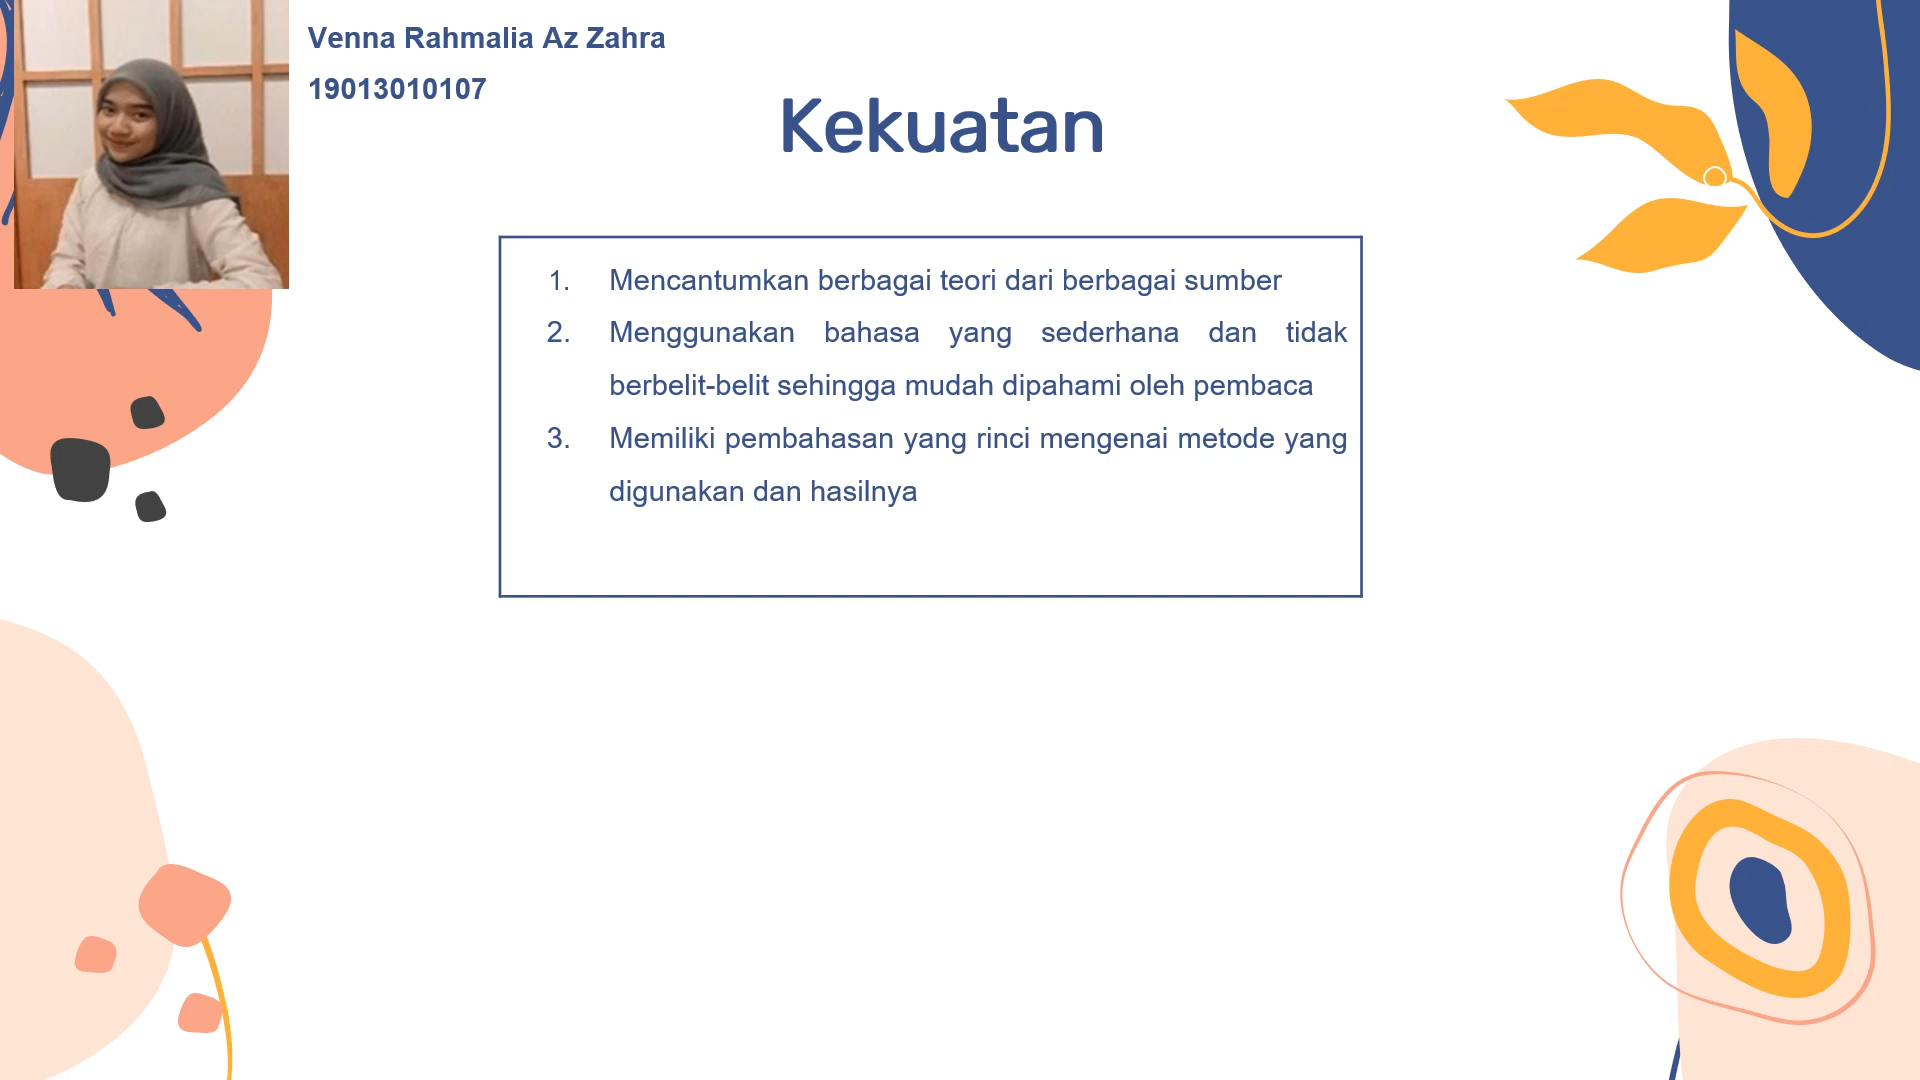 Venna Rahmalia Az Zahra
19013010107
Kekuatan
1. Mencantumkan berbagai teori dari berbagai sumber
2. Menggunakan bahasa yang sederhana dan tidak
berbelit-belit sehingga mudah dipahami oleh pembaca
3. Memiliki pembahasan yang rinci mengenai metode yang
digunakan dan hasilnya